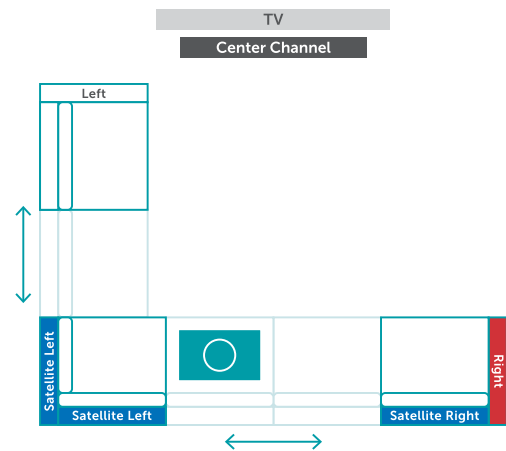 TV
Center Channel
Left
Satellite Left
Satellite Left
Satellite Right
Right